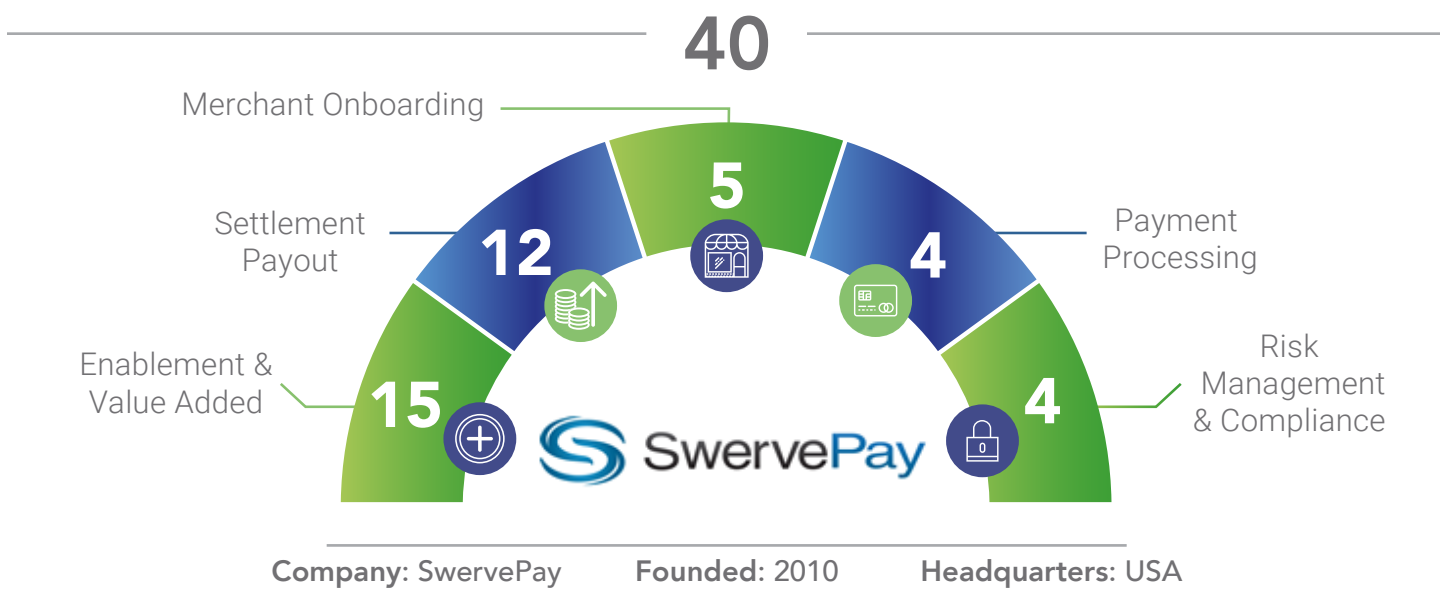 40
Merchant Onboarding
5
Settlement
Payout
12
4
Payment
Processing
Enablement &
Value Added
15
4
Risk
Management
& Compliance
0
SwervePay
Company: SwervePay Founded: 2010 Headquarters: USA